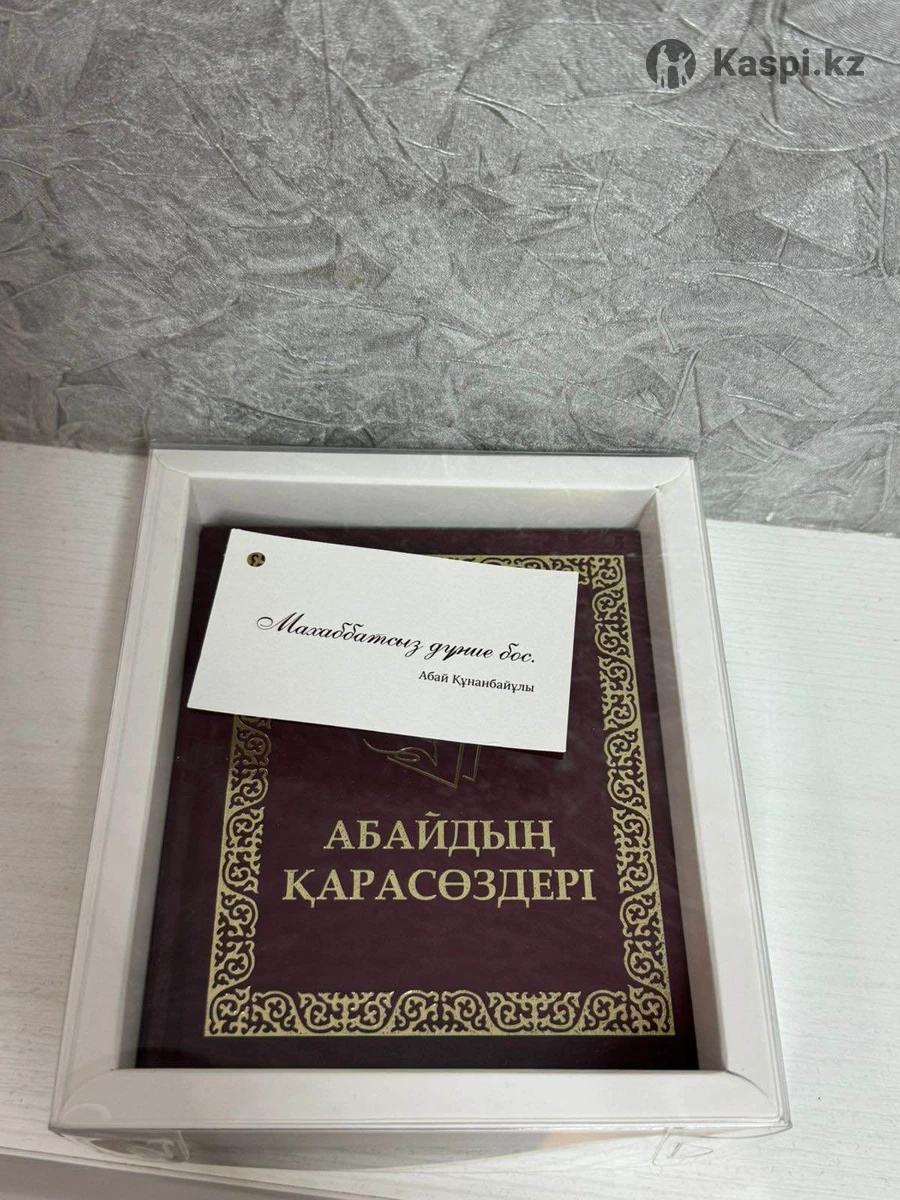 Kaspi.kz
Махаббатсыз дүние бос.
Абай Құнанбайұлы
АБАЙДЫҢ
ҚАРАСӨЗДЕРІ